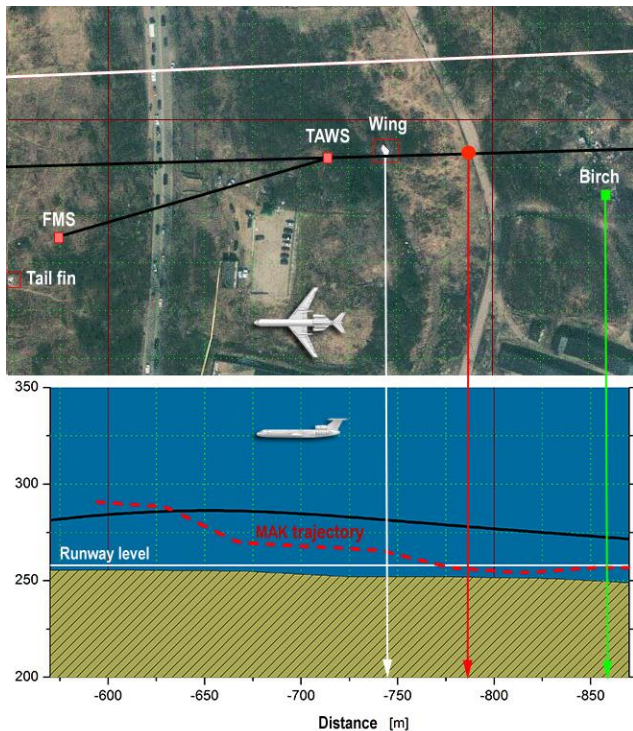 Wing
TAWS
Birch
FMS
Tail fin
350
300
MAK trajectory
Runway level
250
200
-600
-650
-700
-750
-800
-850
Distance [m]